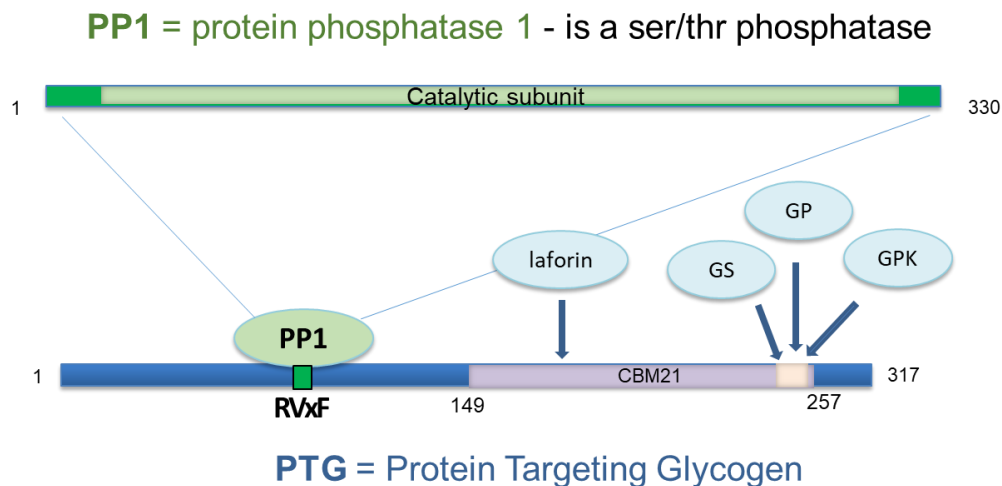 PP1 = protein phosphatase 1 - is a ser/thr phosphatase
Catalytic subunit
1
330
GP
laforin
GS
GPK
PP1
1
CBM21
317
RVxF
149
257
PTG = Protein Targeting Glycogen